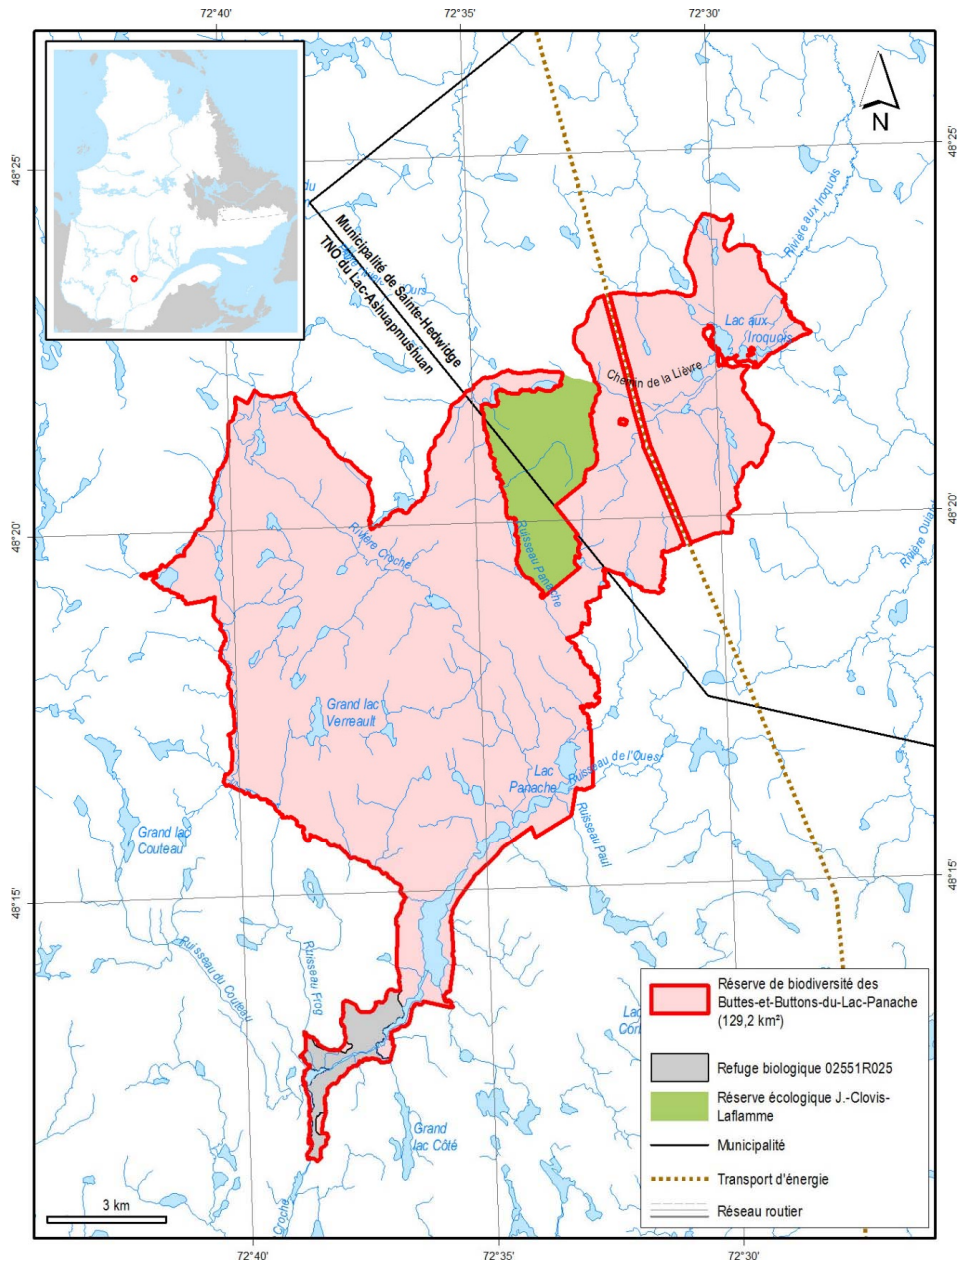 72°40'
72°35'
72°30'
48°25'
48°25'
N
du
Municipalité de Sainte-Hedwidge
TNO du Lac-Ashuapmushuan
Ours
Rivière aux Iroquois
Lac aux
Iroquois
Chemin de la Lièvre
48°20'
48°20'
Rivière Croche
Ruisseau Panache
Grand lac
Verreault
Lac
Panache
Ruisseau de l'Ouest
Ruisseau Paul
Grand lac
Couteau
48°15'
48°15'
Ruisseau du Couteau
Ruisseau Frog
Grand
lac Côté
Croche
3 km
Réserve de biodiversité des
Buttes-et-Buttons-du-Lac-Panache
(129,2 km²)
Refuge biologique 02551R025
Réserve écologique J.-Clovis-
Laflamme
Municipalité
Transport d'énergie
Réseau routier
72°40'
72°35'
72°30'